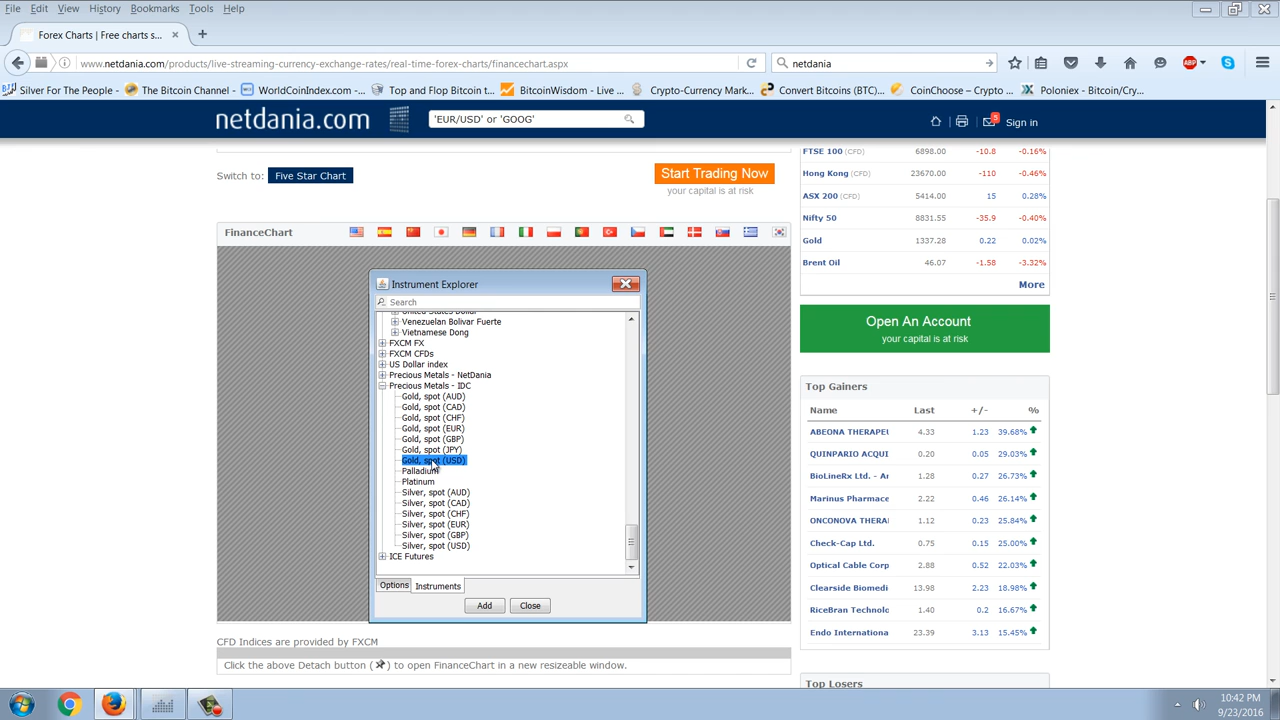 File Edit View History Bookmarks Tools Help
Forex Charts | Free charts s...
www.netdania.com/products/live-streaming-currency-exchange-rates/real-time-forex-charts/financechart.aspx
netdania
Silver For The People - The Bitcoin Channel - WorldCoinIndex.com -... Top and Flop Bitcoin t... BitcoinWisdom - Live ... Crypto-Currency Mark... Convert Bitcoins (BTC)... CoinChoose – Crypto ... Poloniex - Bitcoin/Cry...
netdania.com
'EUR/USD' or 'GOOG'
5
Sign in
Switch to: Five Star Chart
Start Trading Now
your capital is at risk
FinanceChart
Instrument Explorer
Search
Venezuelan Bolivar Fuerte
Vietnamese Dong
FXCM FX
FXCM CFDs
US Dollar index
Precious Metals - NetDania
Precious Metals - IDC
Gold, spot (AUD)
Gold, spot (CAD)
Gold, spot (CHF)
Gold, spot (EUR)
Gold, spot (GBP)
Gold, spot (JPY)
Gold, spot (USD)
Palladium
Platinum
Silver, spot (AUD)
Silver, spot (CAD)
Silver, spot (CHF)
Silver, spot (EUR)
Silver, spot (GBP)
Silver, spot (USD)
ICE Futures
Options Instruments
Add Close
CFD Indices are provided by FXCM
Click the above Detach button ( ) to open FinanceChart in a new resizeable window.
FTSE 100 (CFD) 6898.00 -10.8 -0.16%
Hong Kong (CFD) 23670.00 -110 -0.46%
ASX 200 (CFD) 5414.00 15 0.28%
Nifty 50 8831.55 -35.9 -0.40%
Gold 1337.28 0.22 0.02%
Brent Oil 46.07 -1.58 -3.32%
More
Open An Account
your capital is at risk
Top Gainers
Name Last +/- %
ABEONA THERAPEU 4.33 1.23 39.68%
QUINPARIO ACQUI 0.20 0.05 29.03%
BioLineRx Ltd. - Ar 1.28 0.27 26.73%
Marinus Pharmace 2.22 0.46 26.14%
ONCONOVA THERA 1.12 0.23 25.84%
Check-Cap Ltd. 0.75 0.15 25.00%
Optical Cable Corp 2.88 0.52 22.03%
Clearside Biomedi 13.98 2.23 18.98%
RiceBran Technolo 1.40 0.2 16.67%
Endo Internationa 23.39 3.13 15.45%
Top Losers
10:42 PM
9/23/2016